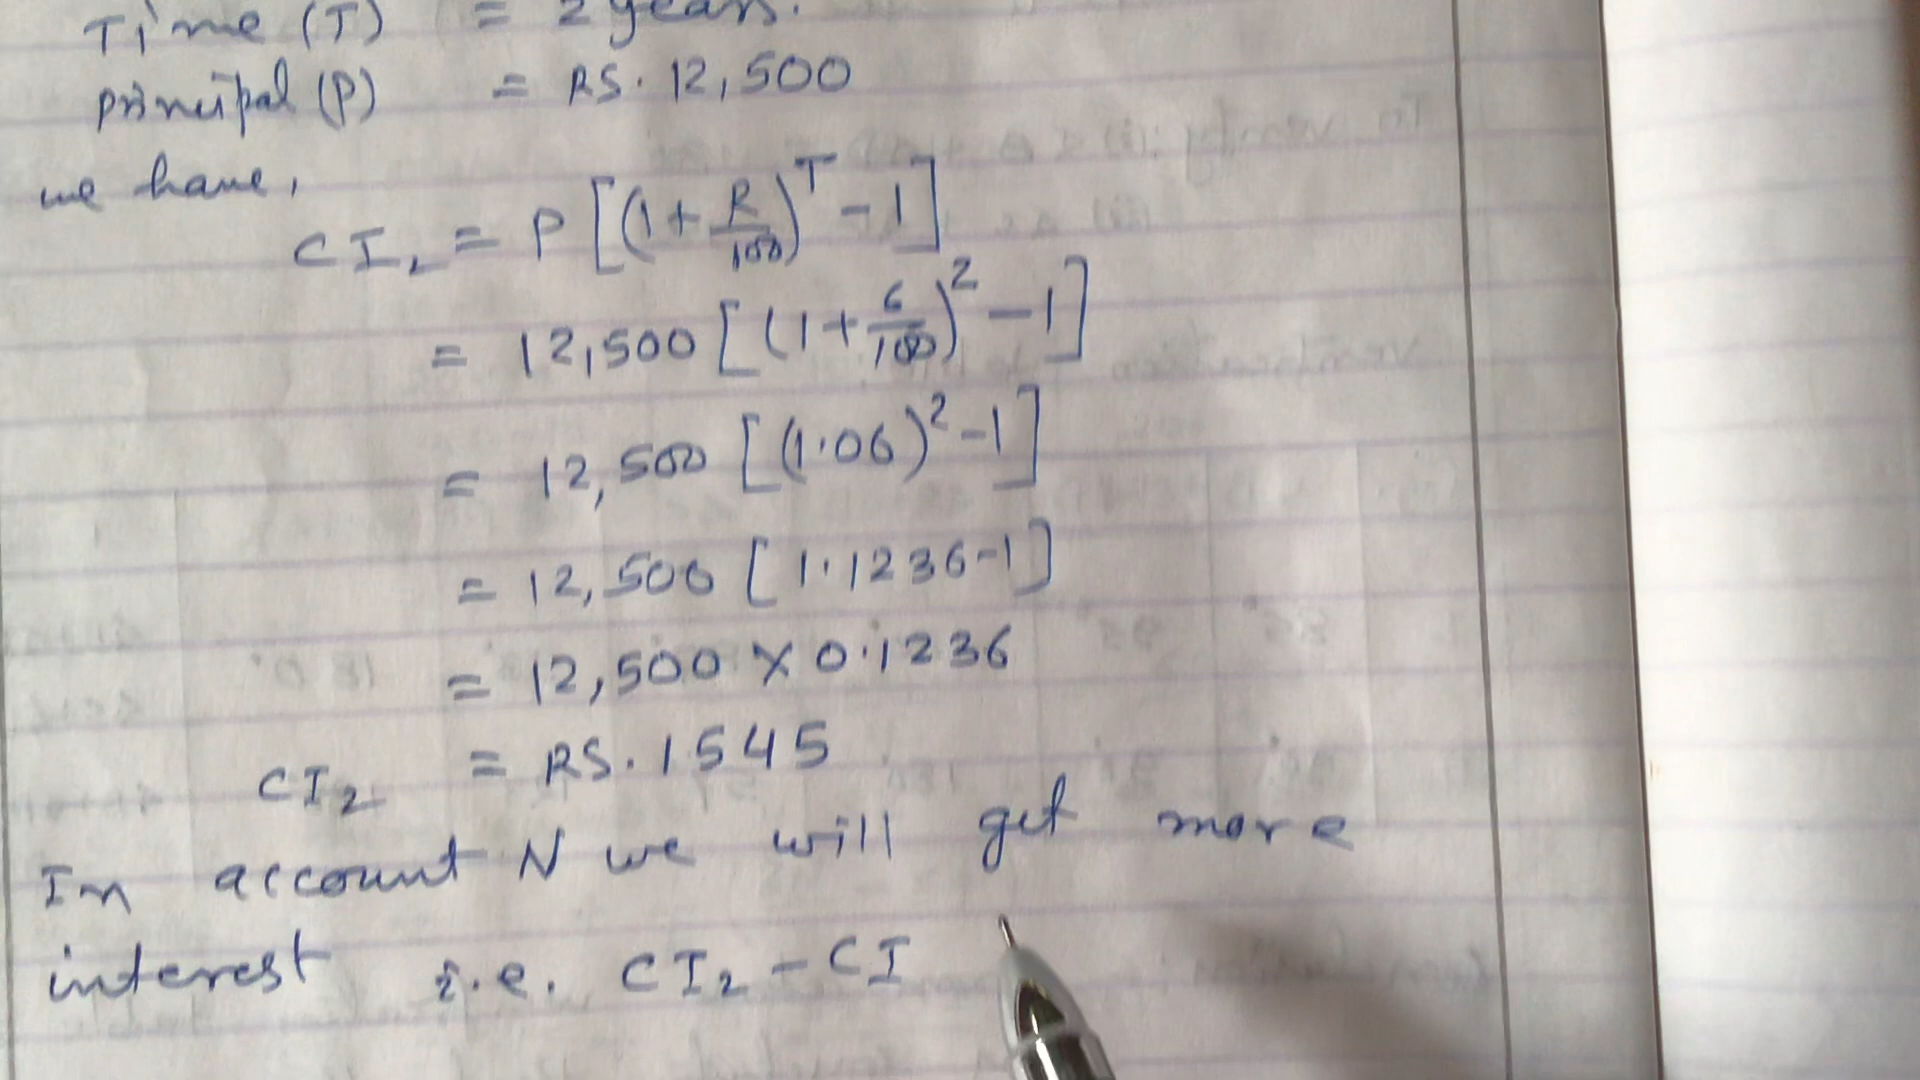 Time (T) = 2 years.
principal (P) = RS. 12,500
we have,
CI₂ = P [(1 + R/100)^T - 1]
= 12,500 [(1 + 6/100)² - 1]
= 12,500 [(1.06)² - 1]
= 12,500 [1.1236 - 1]
= 12,500 × 0.1236
CI₂ = RS. 1545
In account N we will get more
interest i.e. CI₂ - CI